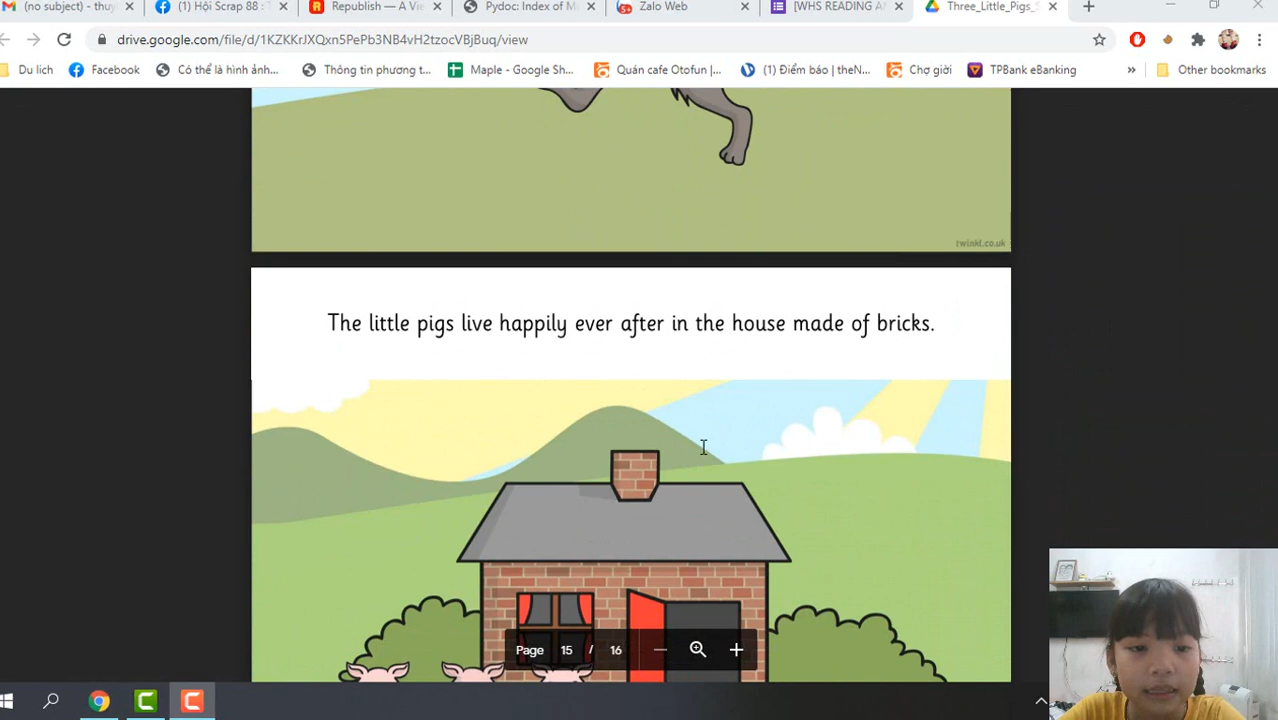 (no subject) - thuy
(1) Hội Scrap 88 : T
Republish — A Vie
Pydoc: Index of M
Zalo Web
[WHS READING A
Three_Little_Pigs_S
drive.google.com/file/d/1KZKKrJXQxn5PePb3NB4vH2tzocVBjBuq/view
Du lich
Facebook
Có thể là hình ảnh...
Thông tin phương t...
Maple - Google Sh...
Quán cafe Otofun |...
(1) Điểm báo | theN...
Chợ giời
TPBank eBanking
»
Other bookmarks
twinkl.co.uk
The little pigs live happily ever after in the house made of bricks.
Page 15 / 16